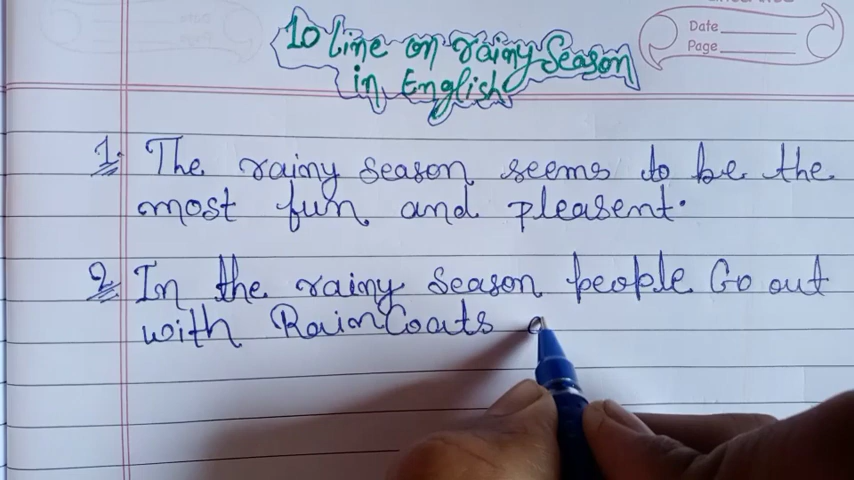 Date
Page
10 line on rainy Season
in English
1. The rainy season seems to be the
most fun and pleasent.
2. In the rainy season people Go out
with RainCoats